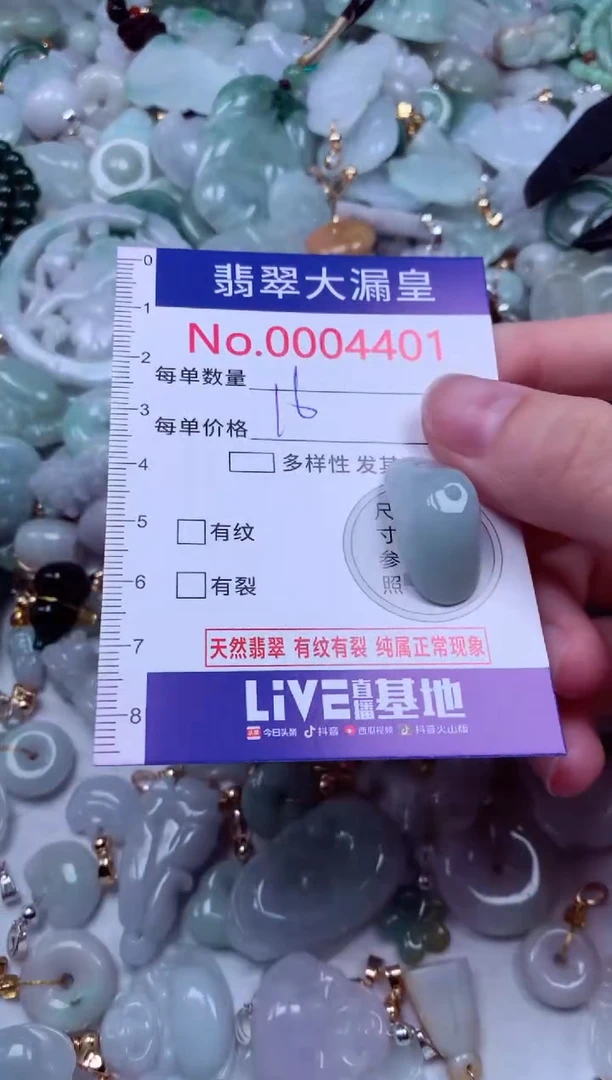 0
翡翠大漏皇
1
No.0004401
2
每单数量
16
3
每单价格
4
多样性 发其
尺寸参照
5
有纹
6
有裂
7
天然翡翠 有纹有裂 纯属正常现象
8
LiVE直播基地
头条 今日头条 抖音 西瓜视频 抖音火山版